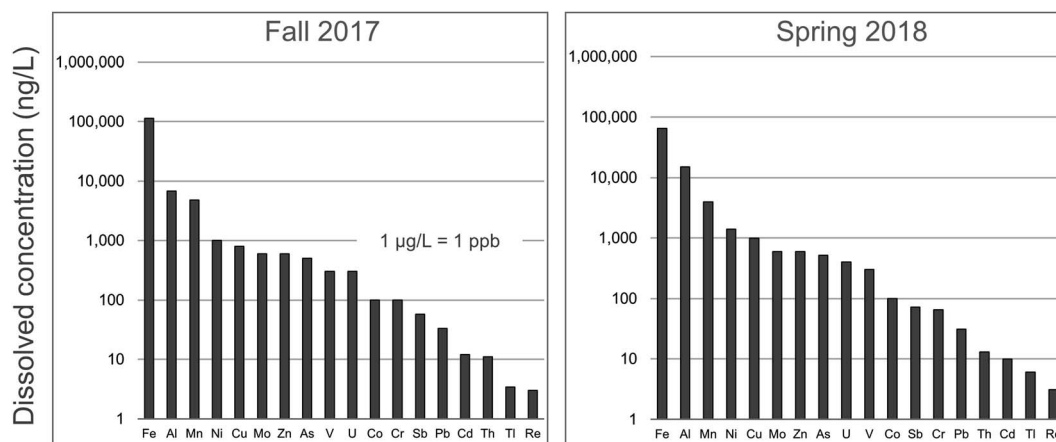 Dissolved concentration (ng/L)
Fall 2017
1,000,000
100,000
10,000
1,000
100
10
1
1 µg/L = 1 ppb
Fe Al Mn Ni Cu Mo Zn As V U Co Cr Sb Pb Cd Th Tl Re
Spring 2018
1,000,000
100,000
10,000
1,000
100
10
1
Fe Al Mn Ni Cu Mo Zn As U V Co Sb Cr Pb Th Cd Tl Re